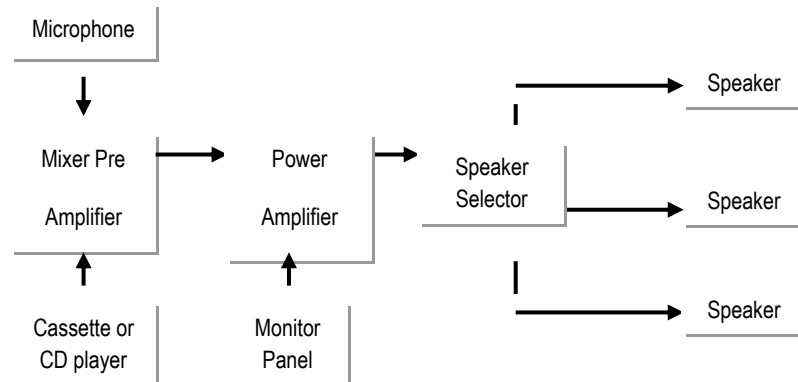 Microphone
Mixer Pre
Amplifier
Cassette or
CD player
Power
Amplifier
Monitor
Panel
Speaker
Selector
Speaker
Speaker
Speaker